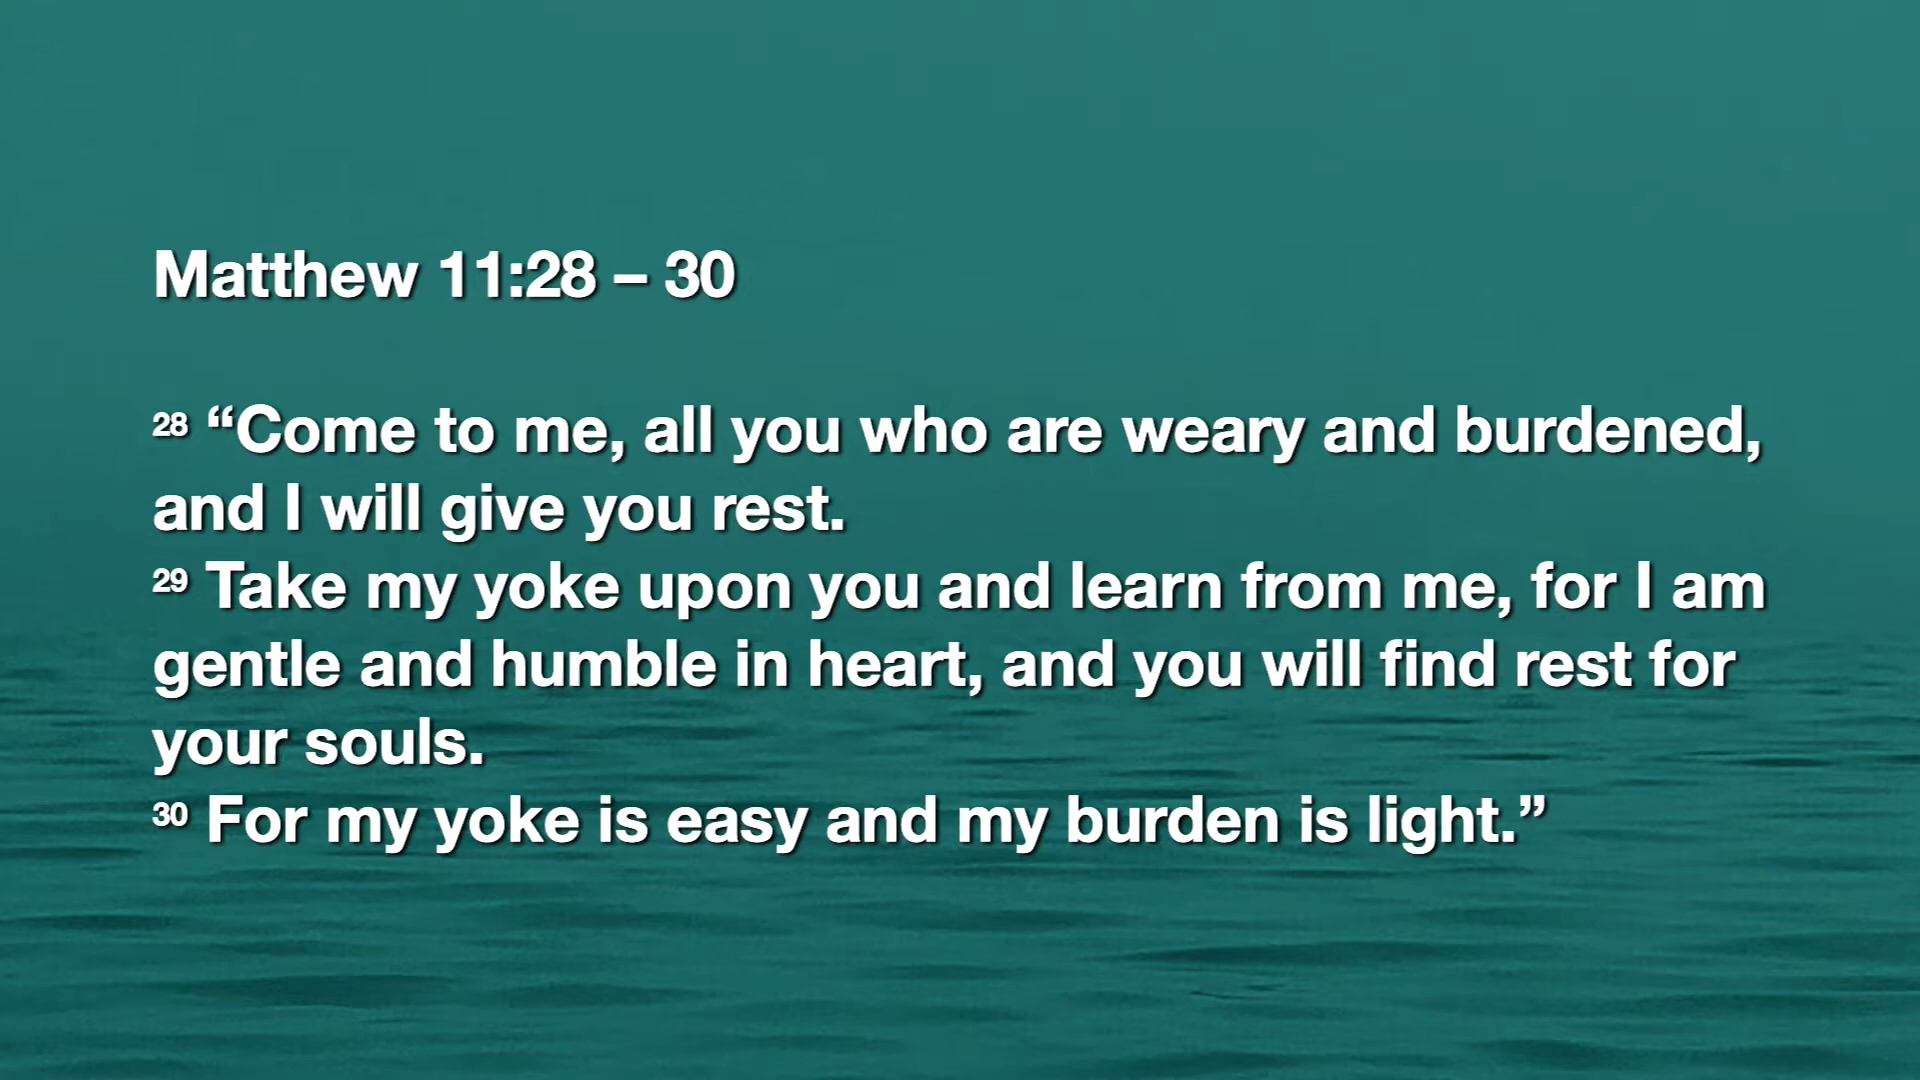 Matthew 11:28 – 30
28 “Come to me, all you who are weary and burdened,
and I will give you rest.
29 Take my yoke upon you and learn from me, for I am
gentle and humble in heart, and you will find rest for
your souls.
30 For my yoke is easy and my burden is light.”